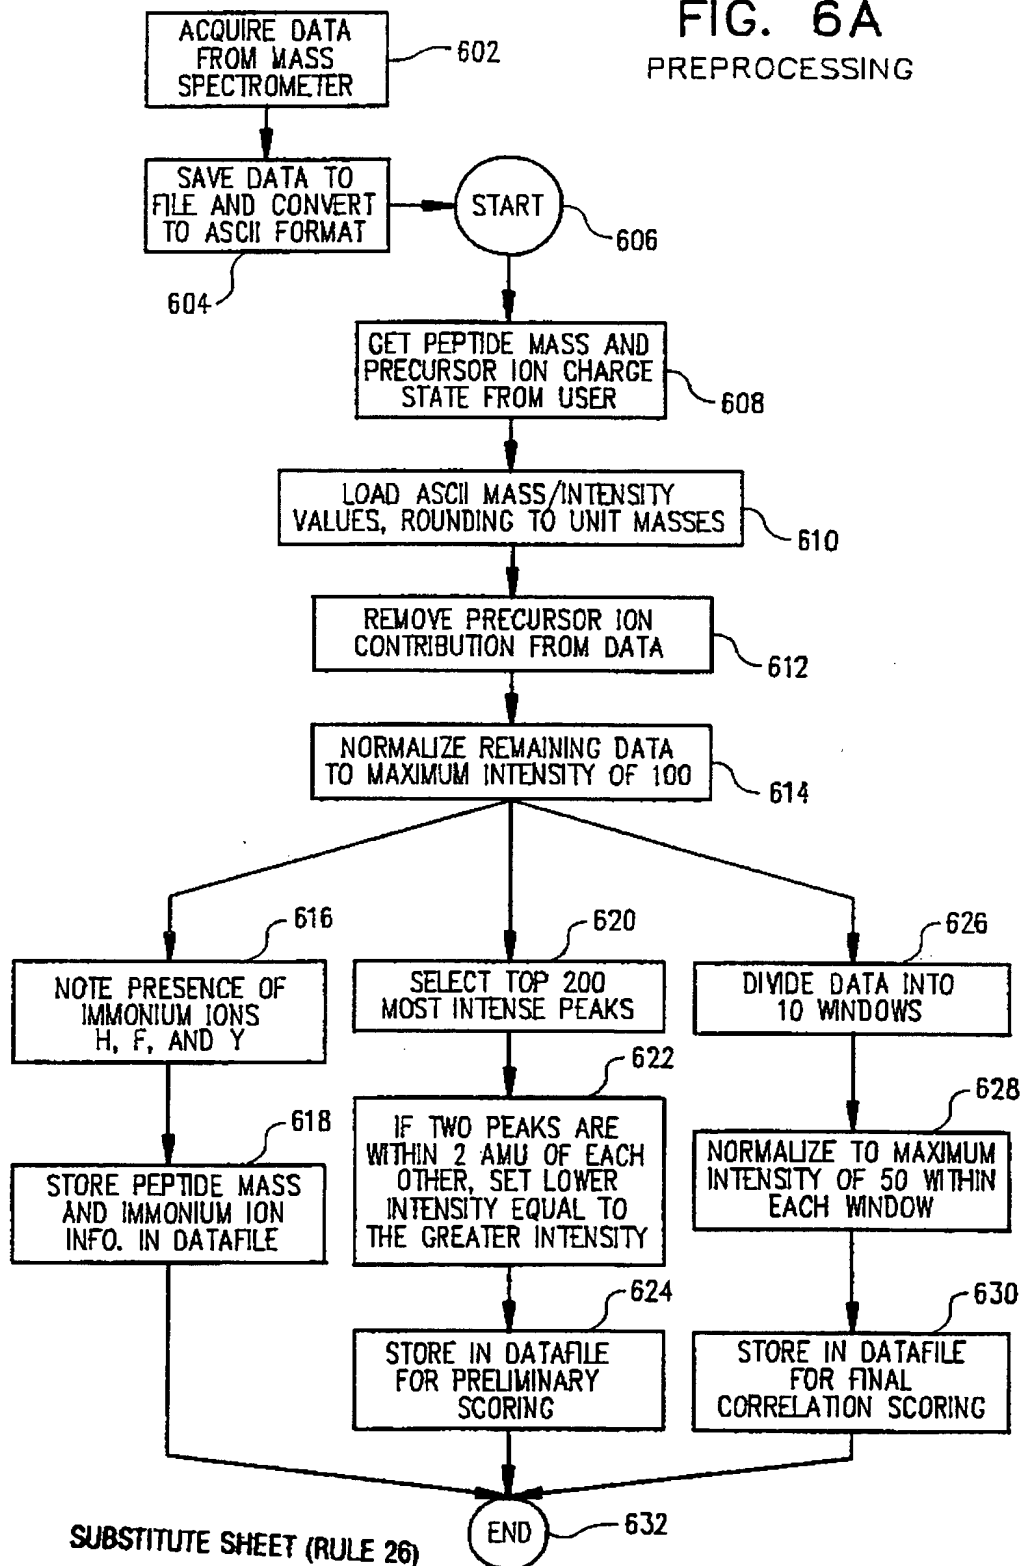 FIG. 6A
PREPROCESSING
ACQUIRE DATA
FROM MASS
SPECTROMETER
602
SAVE DATA TO
FILE AND CONVERT
TO ASCII FORMAT
604
START
606
GET PEPTIDE MASS AND
PRECURSOR ION CHARGE
STATE FROM USER
608
LOAD ASCII MASS/INTENSITY
VALUES, ROUNDING TO UNIT MASSES
610
REMOVE PRECURSOR ION
CONTRIBUTION FROM DATA
612
NORMALIZE REMAINING DATA
TO MAXIMUM INTENSITY OF 100
614
616
NOTE PRESENCE OF
IMMONIUM IONS
H, F, AND Y
618
STORE PEPTIDE MASS
AND IMMONIUM ION
INFO. IN DATAFILE
620
SELECT TOP 200
MOST INTENSE PEAKS
622
IF TWO PEAKS ARE
WITHIN 2 AMU OF EACH
OTHER, SET LOWER
INTENSITY EQUAL TO
THE GREATER INTENSITY
624
STORE IN DATAFILE
FOR PRELIMINARY
SCORING
626
DIVIDE DATA INTO
10 WINDOWS
628
NORMALIZE TO MAXIMUM
INTENSITY OF 50 WITHIN
EACH WINDOW
630
STORE IN DATAFILE
FOR FINAL
CORRELATION SCORING
END
632
SUBSTITUTE SHEET (RULE 26)